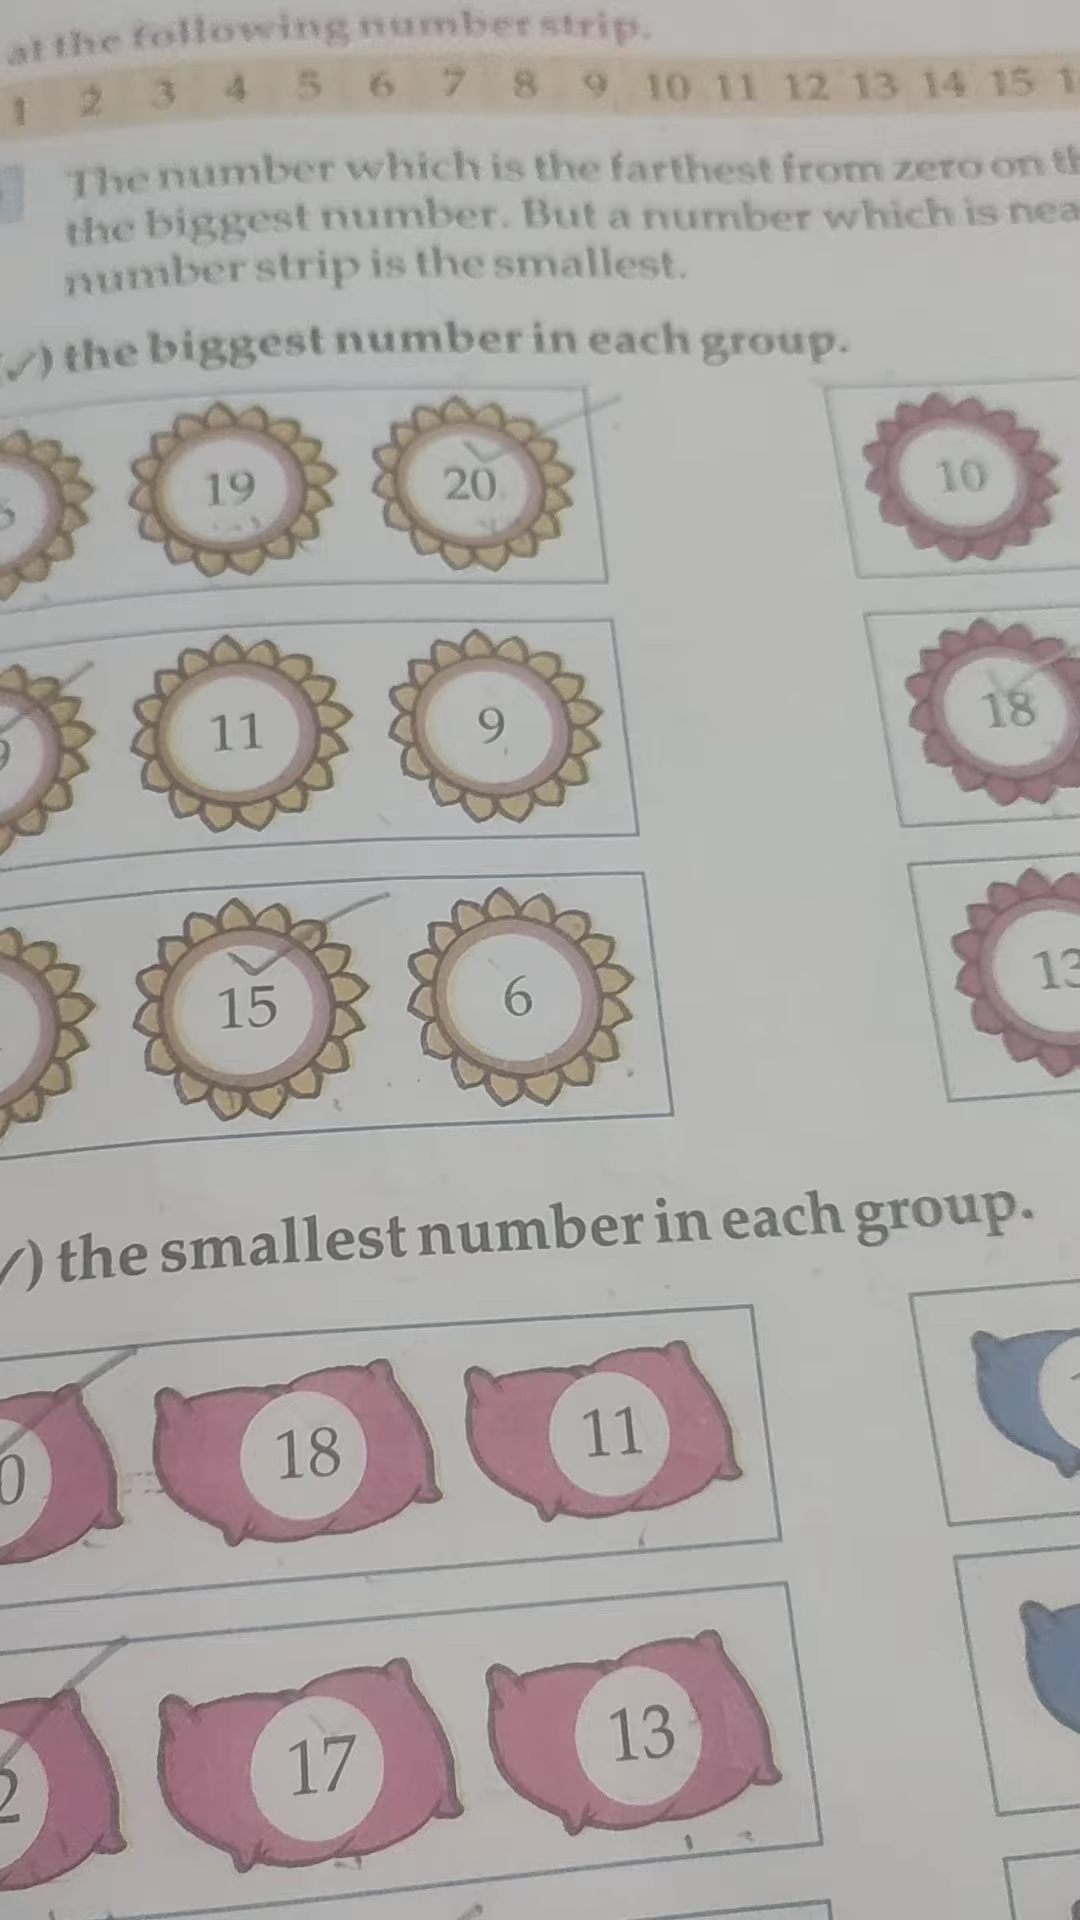 at the following number strip.
1 2 3 4 5 6 7 8 9 10 11 12 13 14 15
The number which is the farthest from zero on
the biggest number. But a number which is
number strip is the smallest.
(✓) the biggest number in each group.
19 20 10
11 9 18
15 6 13
✓) the smallest number in each group.
0 18 11
2 17 13